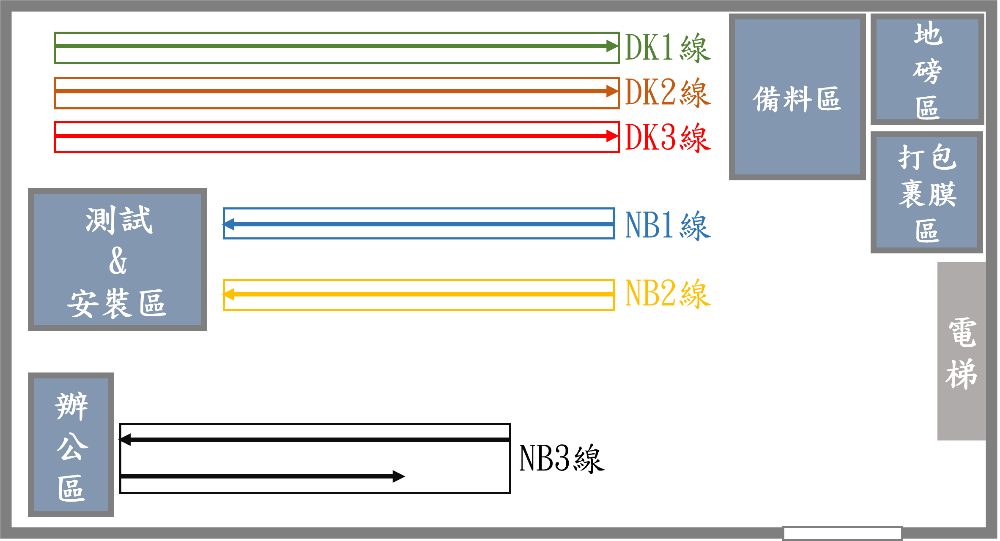 DK1線
DK2線
DK3線
備料區
地
磅
區
打包
裹膜
區
測試
&
安裝區
NB1線
NB2線
電
梯
辦
公
區
NB3線